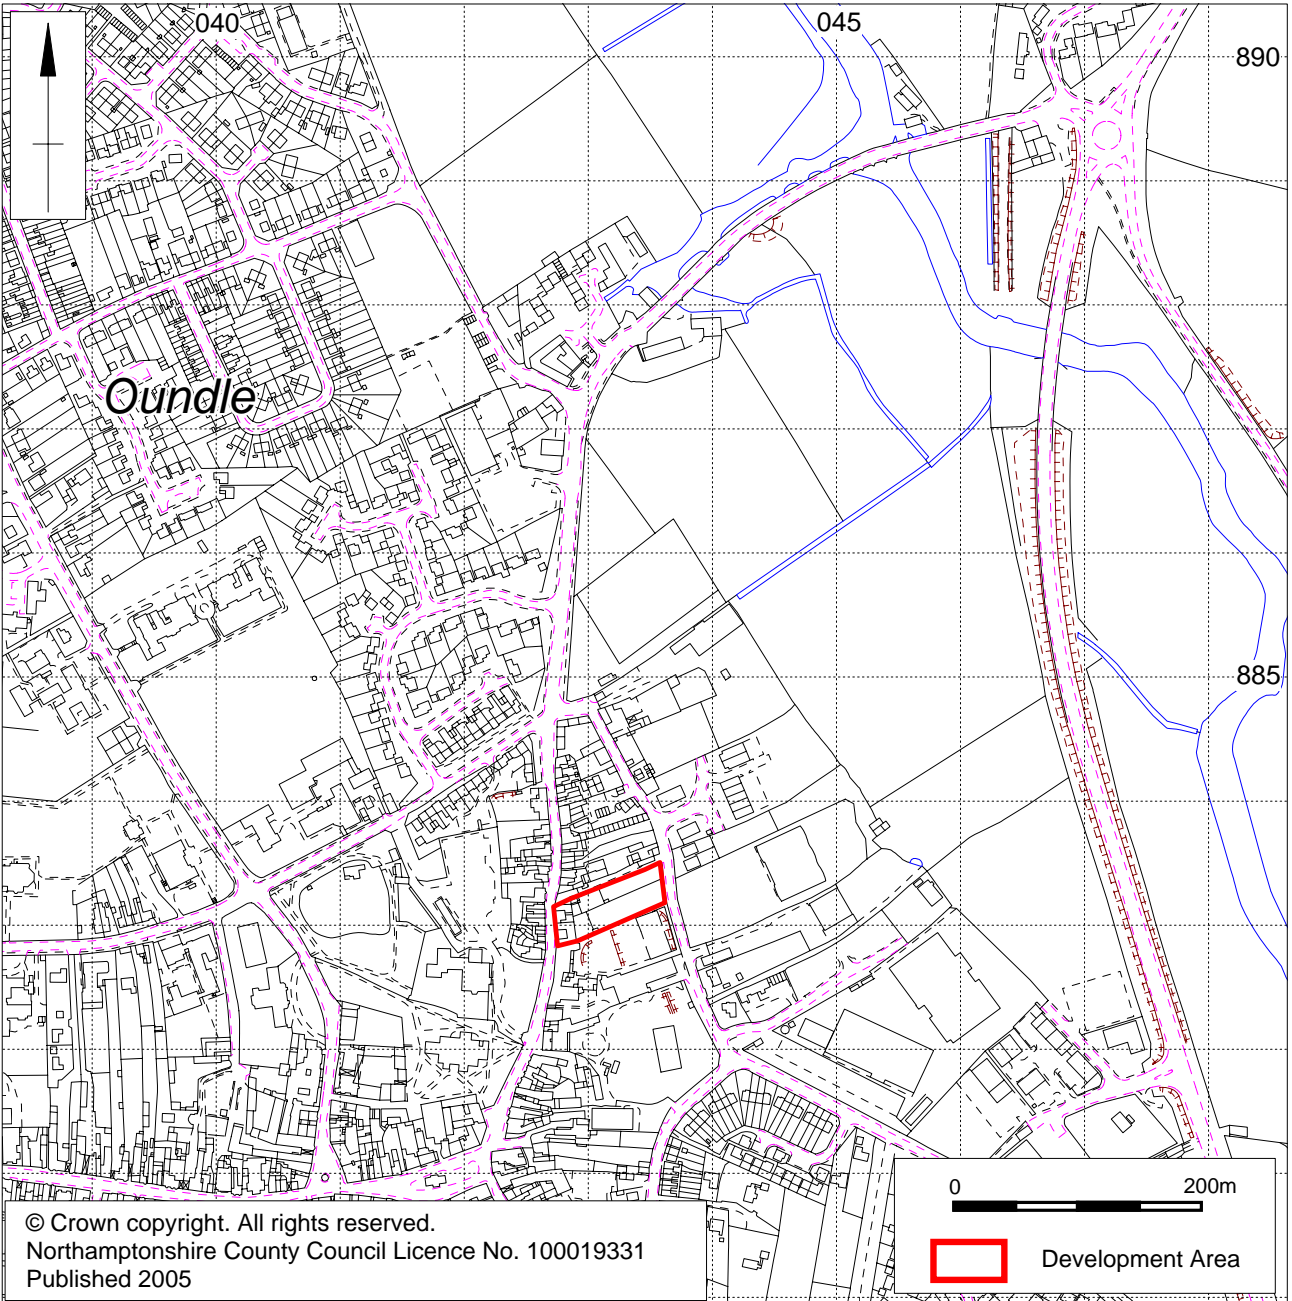 040
045
890
Oundle
885
0 200m
Development Area
© Crown copyright. All rights reserved.
Northamptonshire County Council Licence No. 100019331
Published 2005